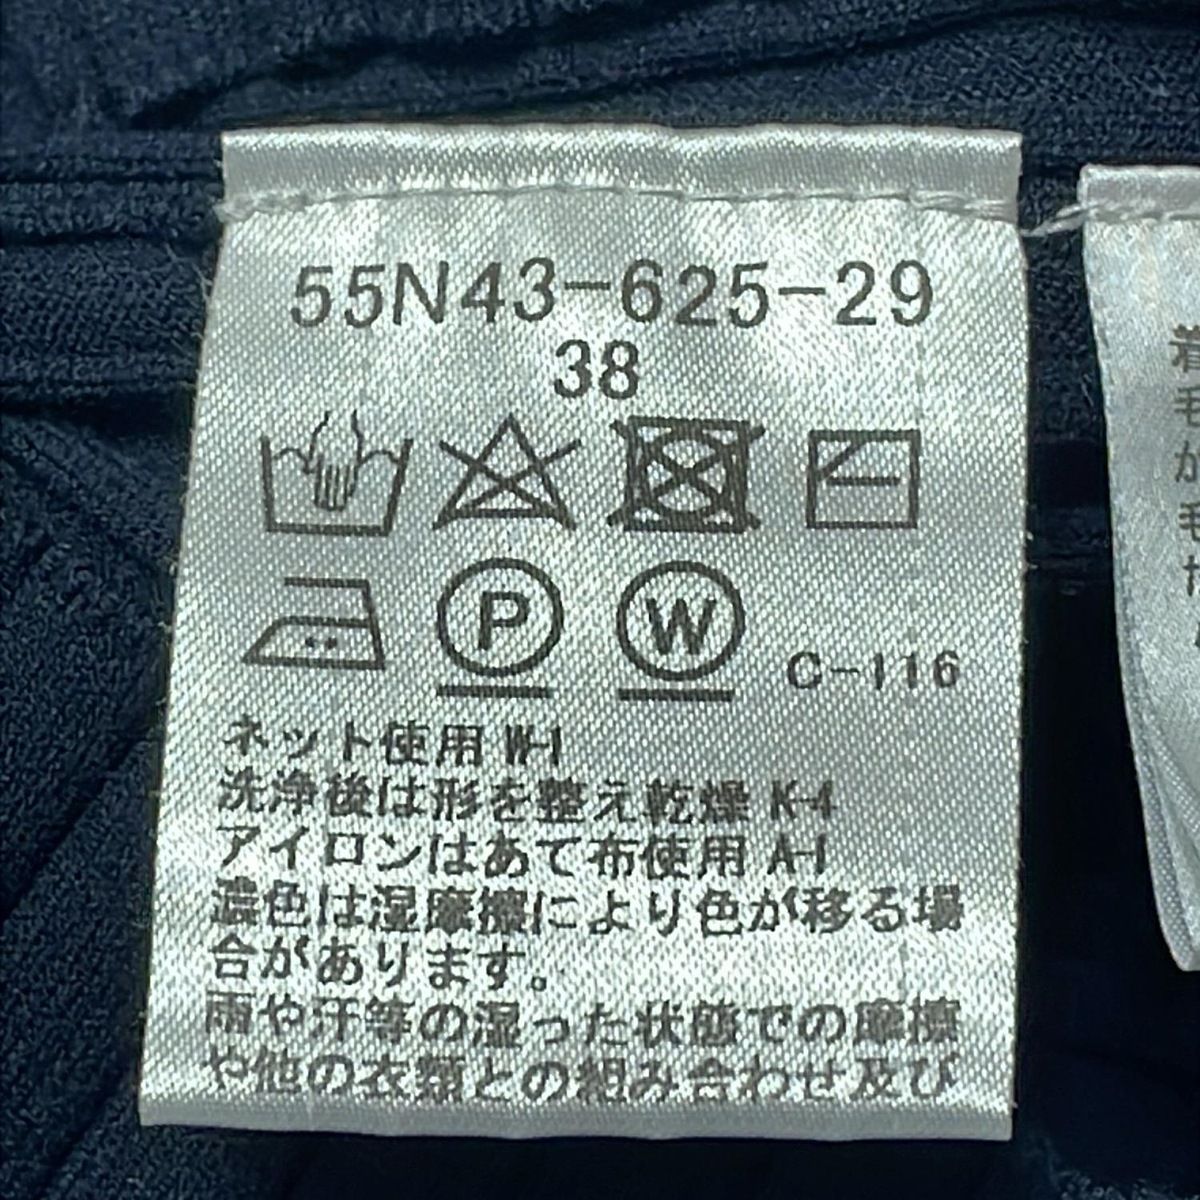 55N43-625-29
38
P
W
C-116
ネット使用 W-1
洗浄後は形を整え乾燥 K-4
アイロンはあて布使用 A-1
濃色は湿摩擦により色が移る場
合があります。
雨や汗等の湿った状態での摩擦
や他の衣類との組み合わせ及び
着
毛
が
毛